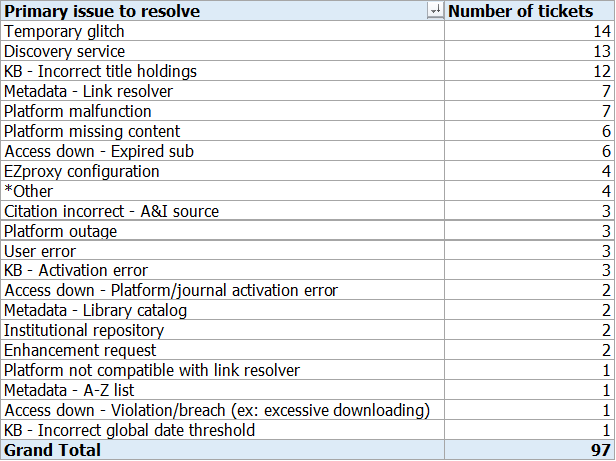 Primary issue to resolve Number of tickets
Temporary glitch 14
Discovery service 13
KB - Incorrect title holdings 12
Metadata - Link resolver 7
Platform malfunction 7
Platform missing content 6
Access down - Expired sub 6
EZproxy configuration 4
*Other 4
Citation incorrect - A&I source 3
Platform outage 3
User error 3
KB - Activation error 3
Access down - Platform/journal activation error 2
Metadata - Library catalog 2
Institutional repository 2
Enhancement request 2
Platform not compatible with link resolver 1
Metadata - A-Z list 1
Access down - Violation/breach (ex: excessive downloading) 1
KB - Incorrect global date threshold 1
Grand Total 97